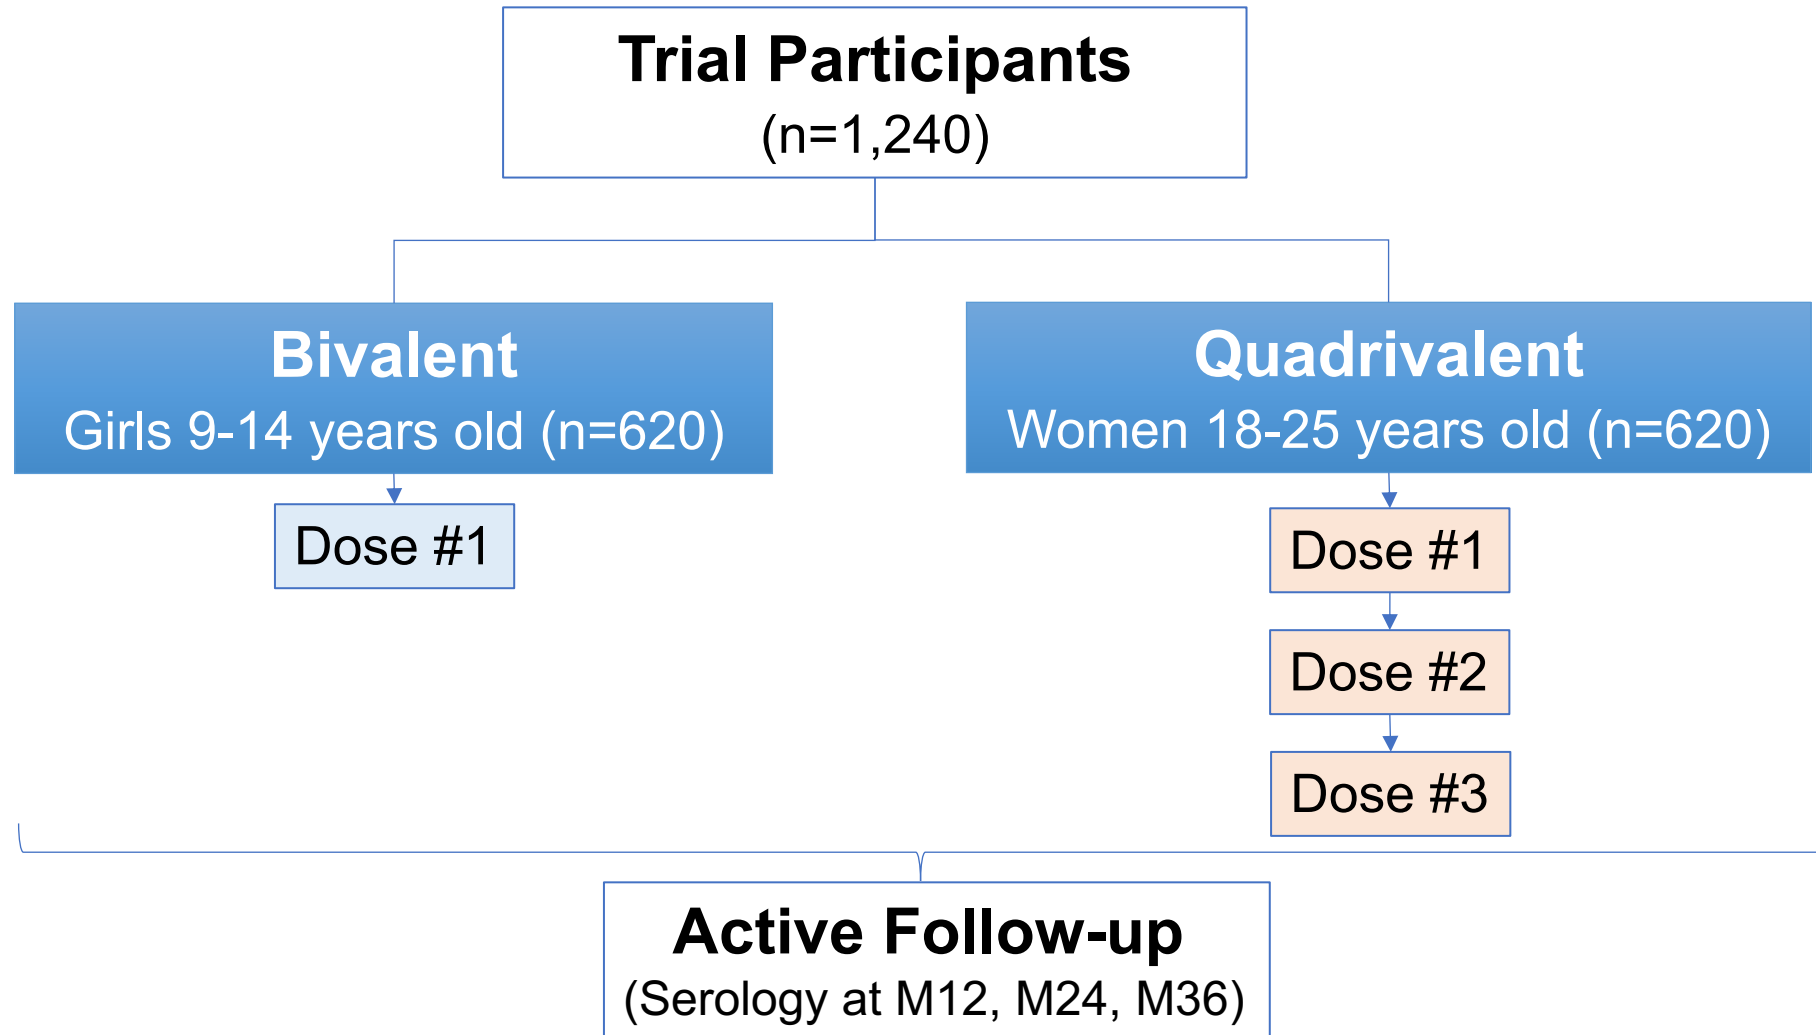 Trial Participants
(n=1,240)
Bivalent
Girls 9-14 years old (n=620)
Dose #1
Quadrivalent
Women 18-25 years old (n=620)
Dose #1
Dose #2
Dose #3
Active Follow-up
(Serology at M12, M24, M36)